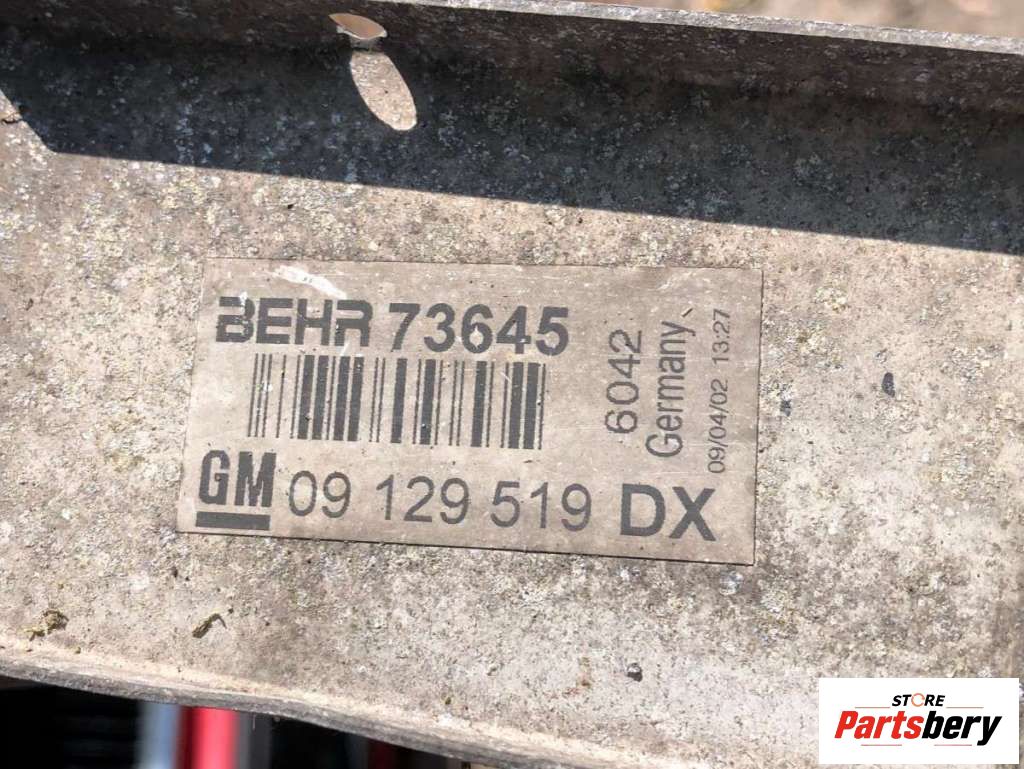 BEHR 73645
6042
Germany
09/04/02 13:27
GM 09 129 519 DX
STORE
Partsbery